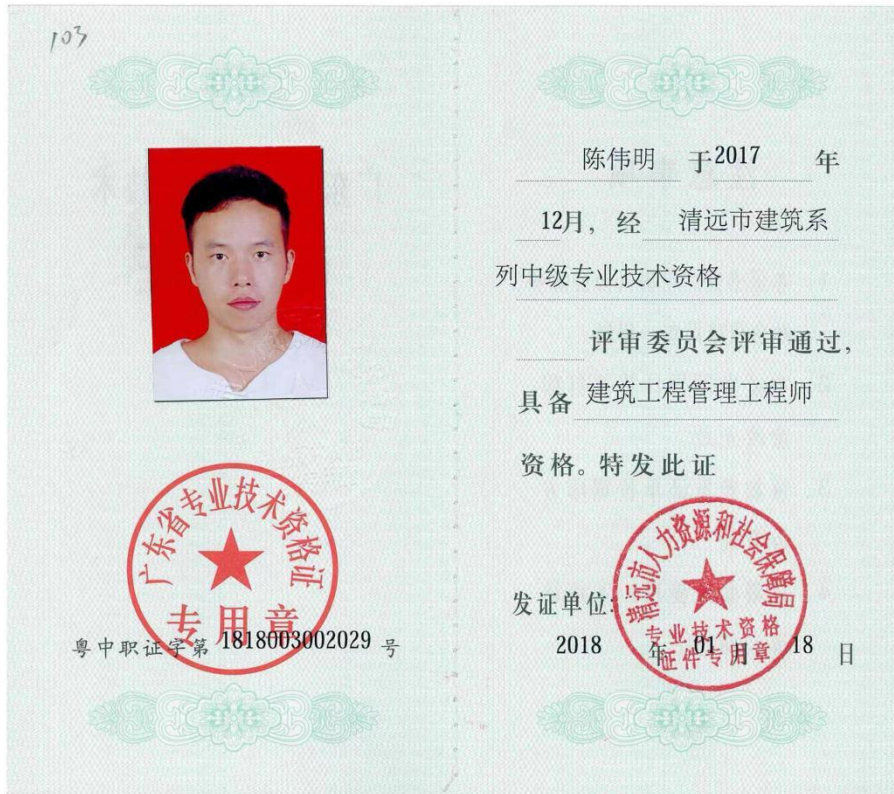 103
广东省专业技术资格证
专用章
粤中职证字第 1818003002029 号
陈伟明 于2017 年
12月，经 清远市建筑系
列中级专业技术资格
评审委员会评审通过，
具备 建筑工程管理工程师
资格。特发此证
清远市人力资源和社会保障局
发证单位:
专业技术资格
证件专用章
2018 年 01 月 18 日